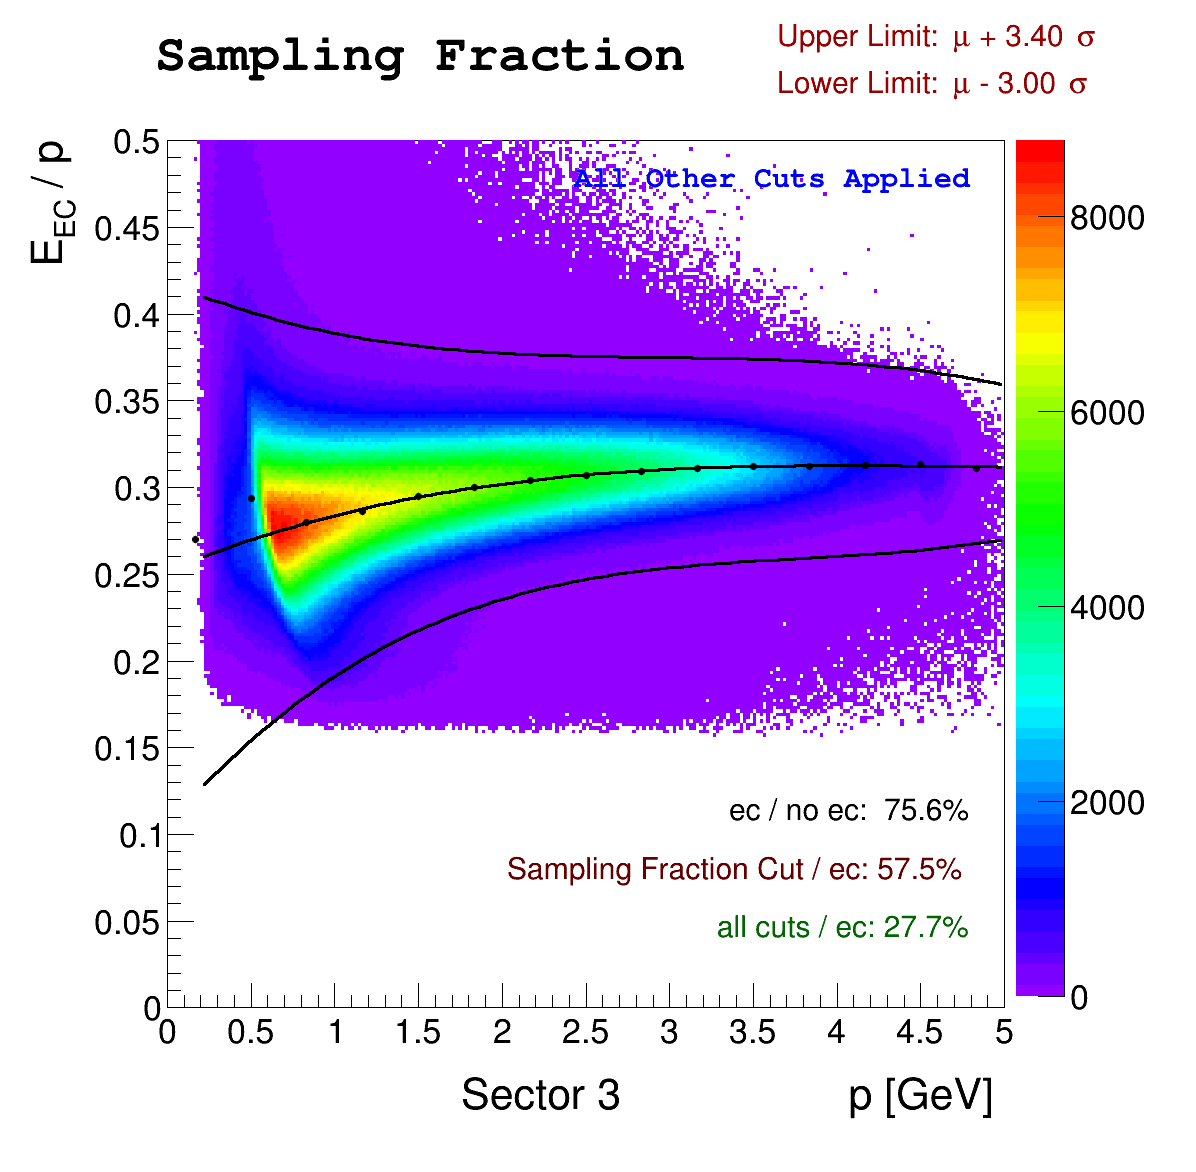 Sampling Fraction
Upper Limit: μ + 3.40 σ
Lower Limit: μ - 3.00 σ
E_EC / p
0.5
0.45
0.4
0.35
0.3
0.25
0.2
0.15
0.1
0.05
0
All Other Cuts Applied
8000
6000
4000
2000
0
ec / no ec: 75.6%
Sampling Fraction Cut / ec: 57.5%
all cuts / ec: 27.7%
0 0.5 1 1.5 2 2.5 3 3.5 4 4.5 5
Sector 3
p [GeV]